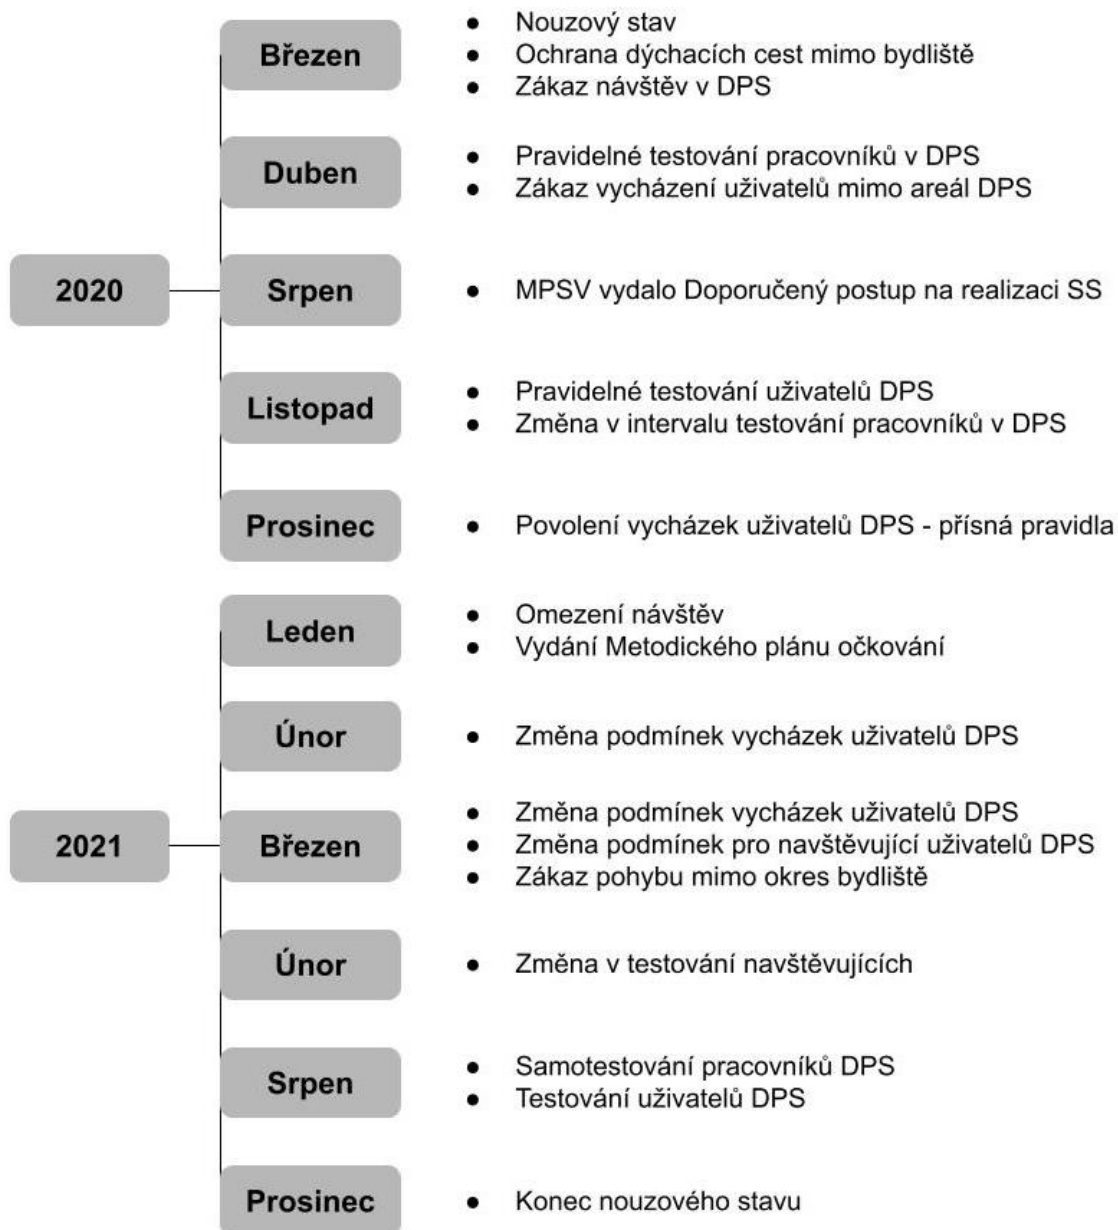 Březen
● Nouzový stav
● Ochrana dýchacích cest mimo bydliště
● Zákaz návštěv v DPS
Duben
● Pravidelné testování pracovníků v DPS
● Zákaz vycházení uživatelů mimo areál DPS
2020
Srpen
● MPSV vydalo Doporučený postup na realizaci SS
Listopad
● Pravidelné testování uživatelů DPS
● Změna v intervalu testování pracovníků v DPS
Prosinec
● Povolení vycházek uživatelů DPS - přísná pravidla
Leden
● Omezení návštěv
● Vydání Metodického plánu očkování
Únor
● Změna podmínek vycházek uživatelů DPS
2021
Březen
● Změna podmínek vycházek uživatelů DPS
● Změna podmínek pro navštěvující uživatelů DPS
● Zákaz pohybu mimo okres bydliště
Únor
● Změna v testování navštěvujících
Srpen
● Samotestování pracovníků DPS
● Testování uživatelů DPS
Prosinec
● Konec nouzového stavu